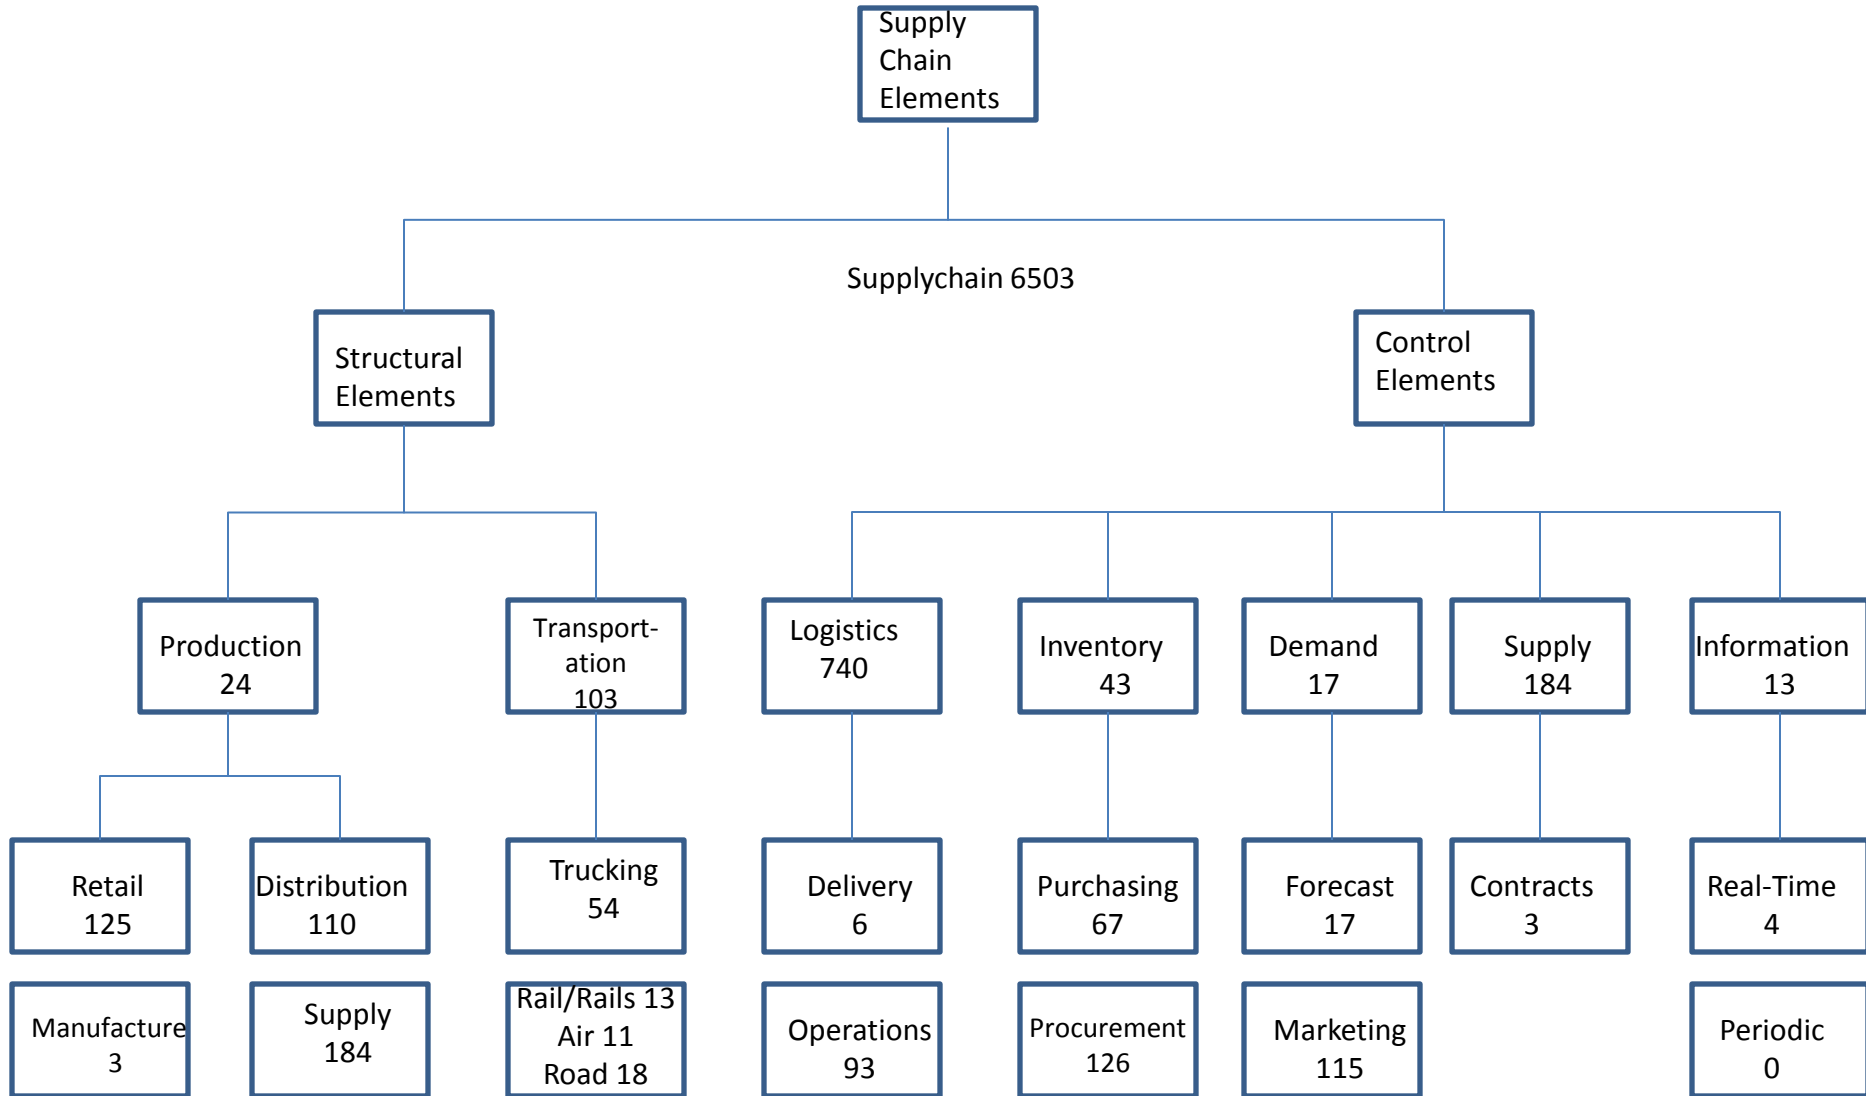 Supply
Chain
Elements
Supplychain 6503
Structural
Elements
Control
Elements
Production
24
Transport-
ation
103
Logistics
740
Inventory
43
Demand
17
Supply
184
Information
13
Retail
125
Distribution
110
Trucking
54
Delivery
6
Purchasing
67
Forecast
17
Contracts
3
Real-Time
4
Manufacture
3
Supply
184
Rail/Rails 13
Air 11
Road 18
Operations
93
Procurement
126
Marketing
115
Periodic
0